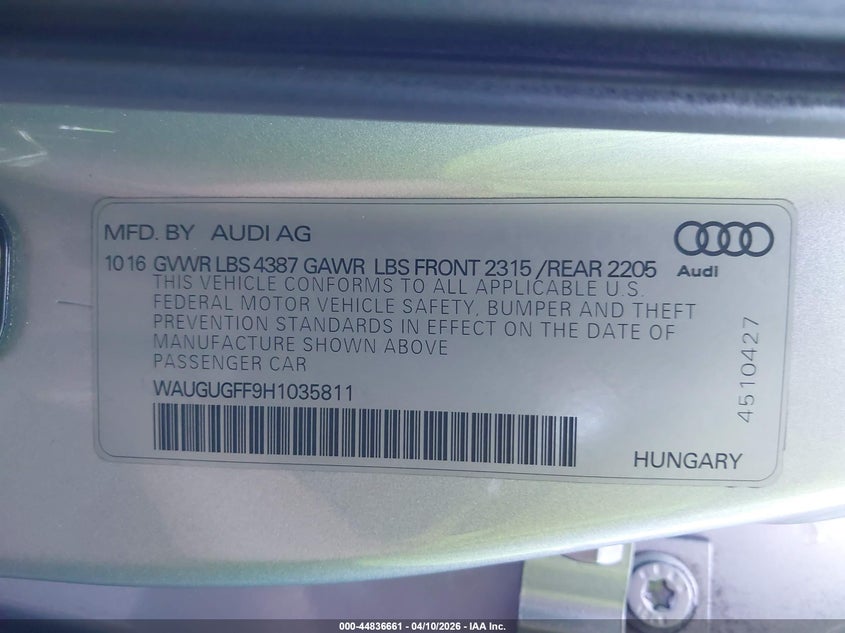 MFD. BY AUDI AG
Audi
10 16 GVWR LBS 4387 GAWR LBS FRONT 2315 /REAR 2205
THIS VEHICLE CONFORMS TO ALL APPLICABLE U.S.
FEDERAL MOTOR VEHICLE SAFETY, BUMPER AND THEFT
PREVENTION STANDARDS IN EFFECT ON THE DATE OF
MANUFACTURE SHOWN ABOVE
PASSENGER CAR
WAUGUGFF9H1035811
4510427
HUNGARY
000-44836661 - 04/10/2026 - IAA Inc.